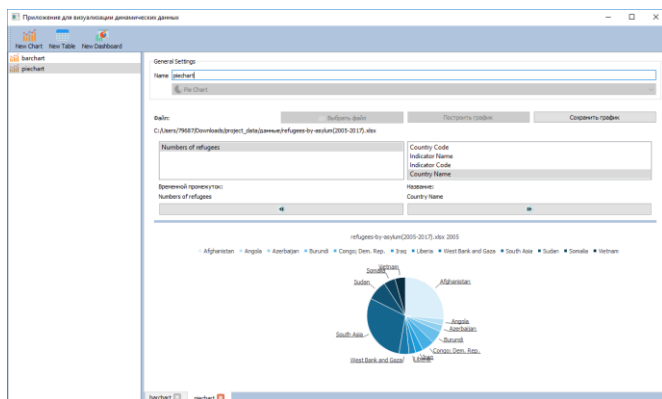 Приложение для визуализации динамических данных
New Chart New Table New Dashboard
barchart
piechart
General Settings
Name piechart
Pie Chart
Файл:
Выбрать файл
Построить график
Сохранить график
C:/Users/79687/Downloads/project_data/данные/refugees-by-asylum(2005-2017).xlsx
Numbers of refugees
Country Code
Indicator Name
Indicator Code
Country Name
Временной промежуток:
Название:
Numbers of refugees
Country Name
refugees-by-asylum(2005-2017).xlsx 2005
Afghanistan Angola Azerbaijan Burundi Congo; Dem. Rep. Iraq Liberia West Bank and Gaza South Asia Sudan Somalia Vietnam
Vietnam
Somalia
Sudan
Afghanistan
Angola
Azerbaijan
Burundi
South Asia
Congo; Dem. Rep.
West Bank and Gaza
Liberia
barchart
piechart